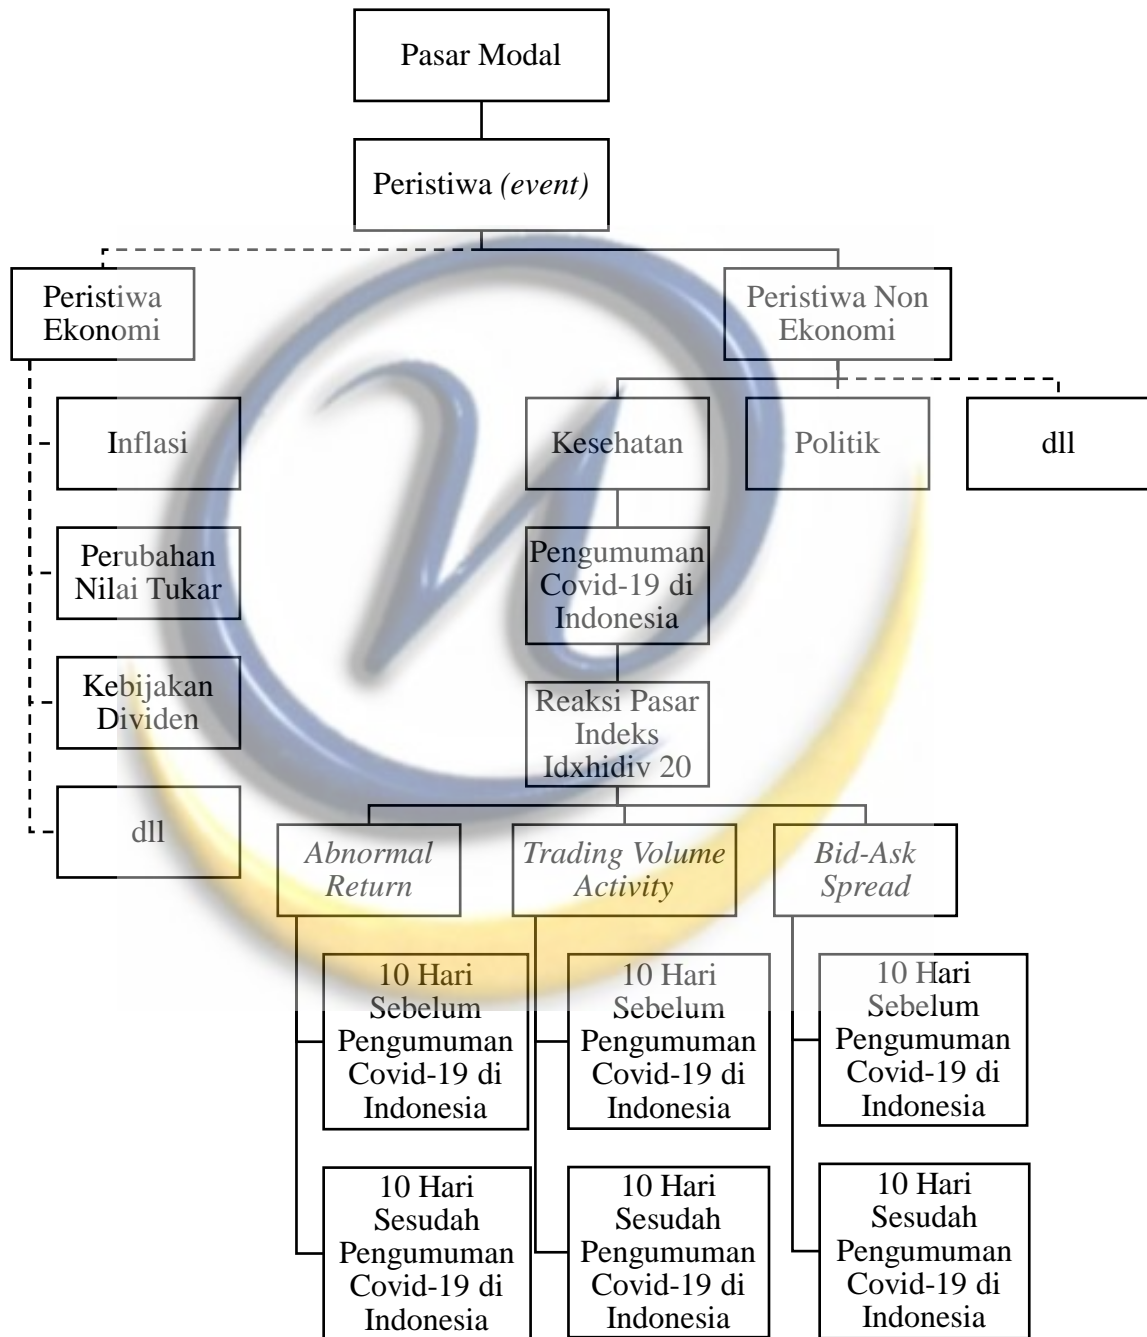 Pasar Modal
Peristiwa (event)
Peristiwa
Ekonomi
Peristiwa Non
Ekonomi
Inflasi
Kesehatan
Politik
dll
Perubahan
Nilai Tukar
Pengumuman
Covid-19 di
Indonesia
Kebijakan
Dividen
Reaksi Pasar
Indeks
Idxhidiv 20
dll
Abnormal
Return
Trading Volume
Activity
Bid-Ask
Spread
10 Hari
Sebelum
Pengumuman
Covid-19 di
Indonesia
10 Hari
Sebelum
Pengumuman
Covid-19 di
Indonesia
10 Hari
Sebelum
Pengumuman
Covid-19 di
Indonesia
10 Hari
Sesudah
Pengumuman
Covid-19 di
Indonesia
10 Hari
Sesudah
Pengumuman
Covid-19 di
Indonesia
10 Hari
Sesudah
Pengumuman
Covid-19 di
Indonesia